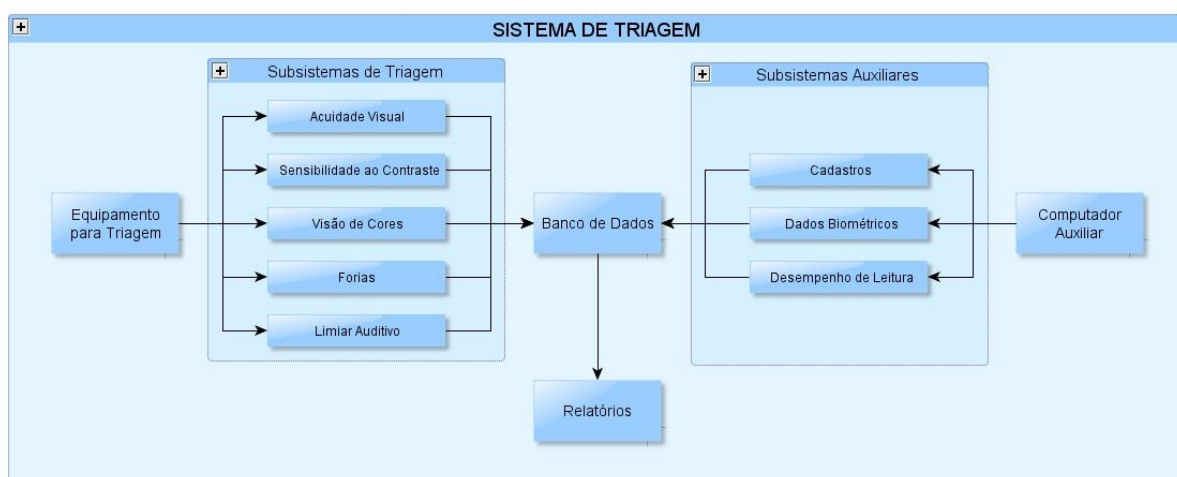 SISTEMA DE TRIAGEM
Subsistemas de Triagem
Acuidade Visual
Sensibilidade ao Contraste
Visão de Cores
Forias
Limiar Auditivo
Equipamento
para Triagem
Banco de Dados
Relatórios
Subsistemas Auxiliares
Cadastros
Dados Biométricos
Desempenho de Leitura
Computador
Auxiliar